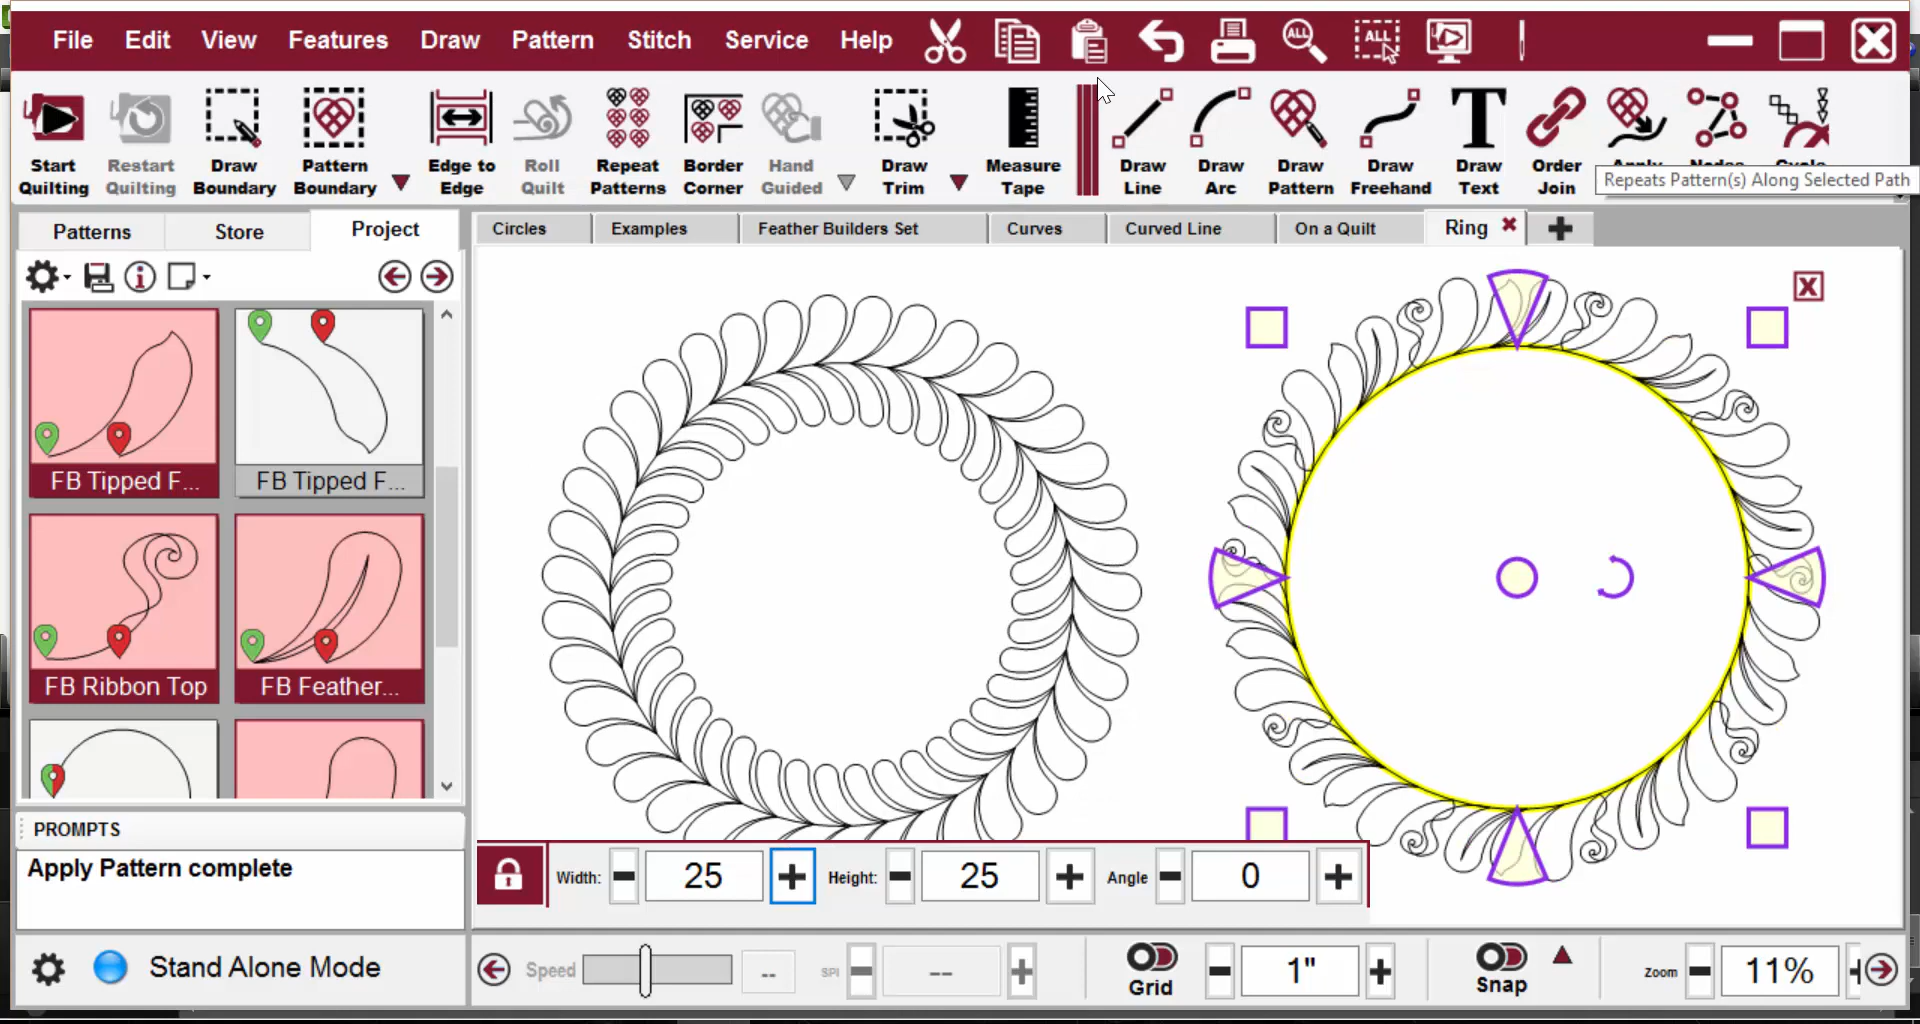 File Edit View Features Draw Pattern Stitch Service Help ALL ALL
Start Quilting
Restart Quilting
Draw Boundary
Pattern Boundary
Edge to Edge
Roll Quilt
Repeat Patterns
Border Corner
Hand Guided
Draw Trim
Measure Tape
Draw Line
Draw Arc
Draw Pattern
Draw Freehand
Draw Text
Order Join
Repeats Pattern(s) Along Selected Path
Patterns Store Project
Circles Examples Feather Builders Set Curves Curved Line On a Quilt Ring
FB Tipped F... FB Tipped F...
FB Ribbon Top FB Feather...
PROMPTS
Apply Pattern complete
Width: 25 Height: 25 Angle 0
Stand Alone Mode
Speed -- SPI -- Grid 1" Snap Zoom 11%